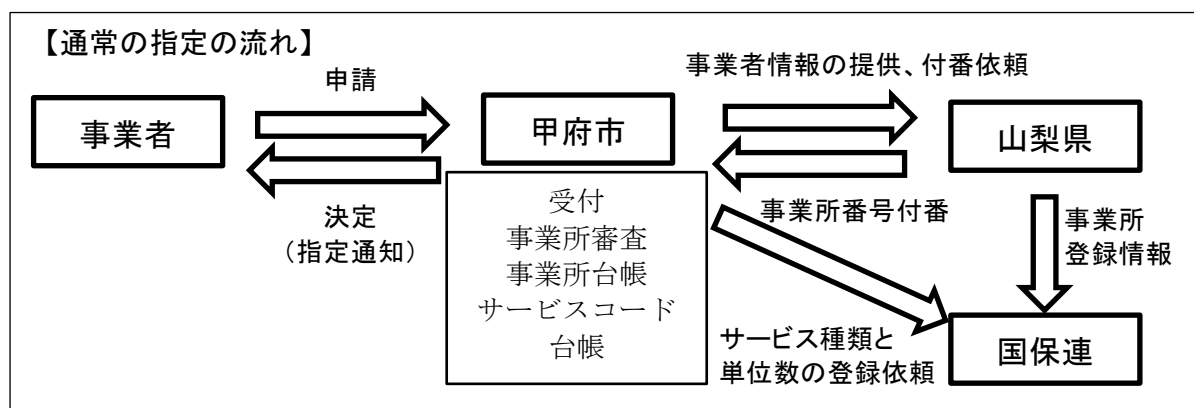 【通常の指定の流れ】
申請
事業者情報の提供、付番依頼
事業者
甲府市
山梨県
決定
（指定通知）
受付
事業所審査
事業所台帳
サービスコード
台帳
事業所番号付番
事業所
登録情報
サービス種類と
単位数の登録依頼
国保連